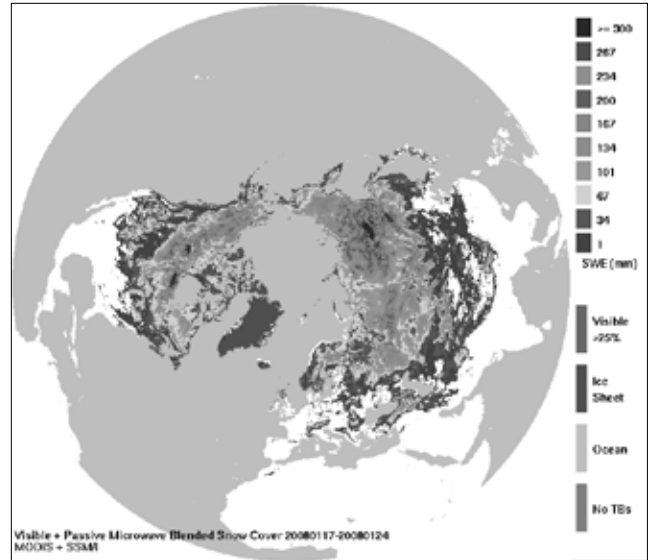 >= 300
267
234
200
167
134
101
67
34
1
SWE (mm)
Visible
>25%
Ice
Sheet
Ocean
No TBs
Visible + Passive Microwave Blended Snow Cover 20080117-20080124
MODIS + SSM/I